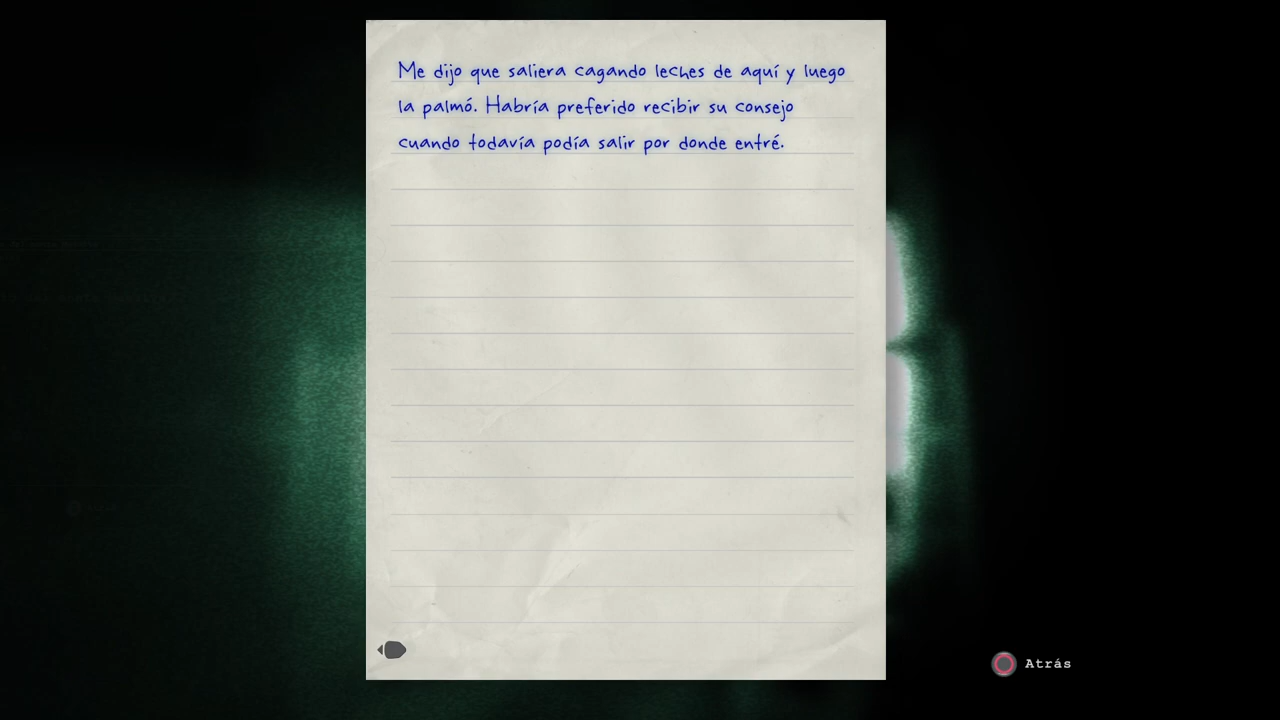 Me dijo que saliera cagando leches de aquí y luego
la palmó. Habría preferido recibir su consejo
cuando todavía podía salir por donde entré.
Atrás